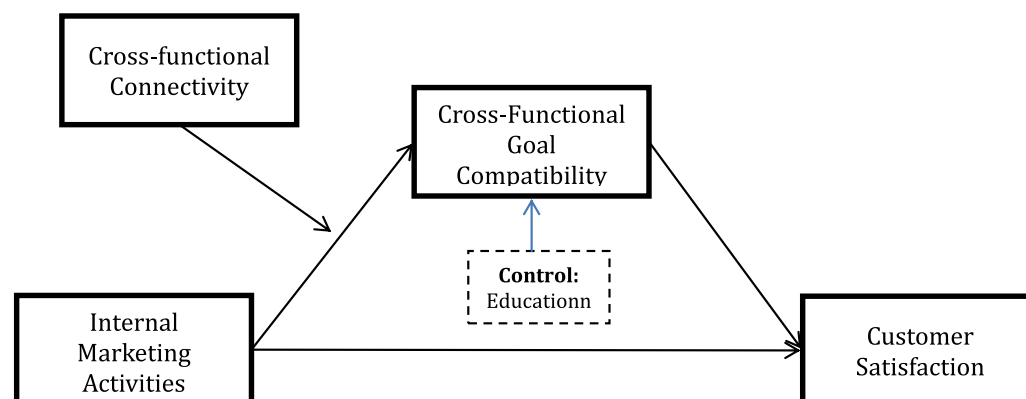 Cross-functional
Connectivity
Cross-Functional
Goal
Compatibility
Control:
Educationn
Internal
Marketing
Activities
Customer
Satisfaction